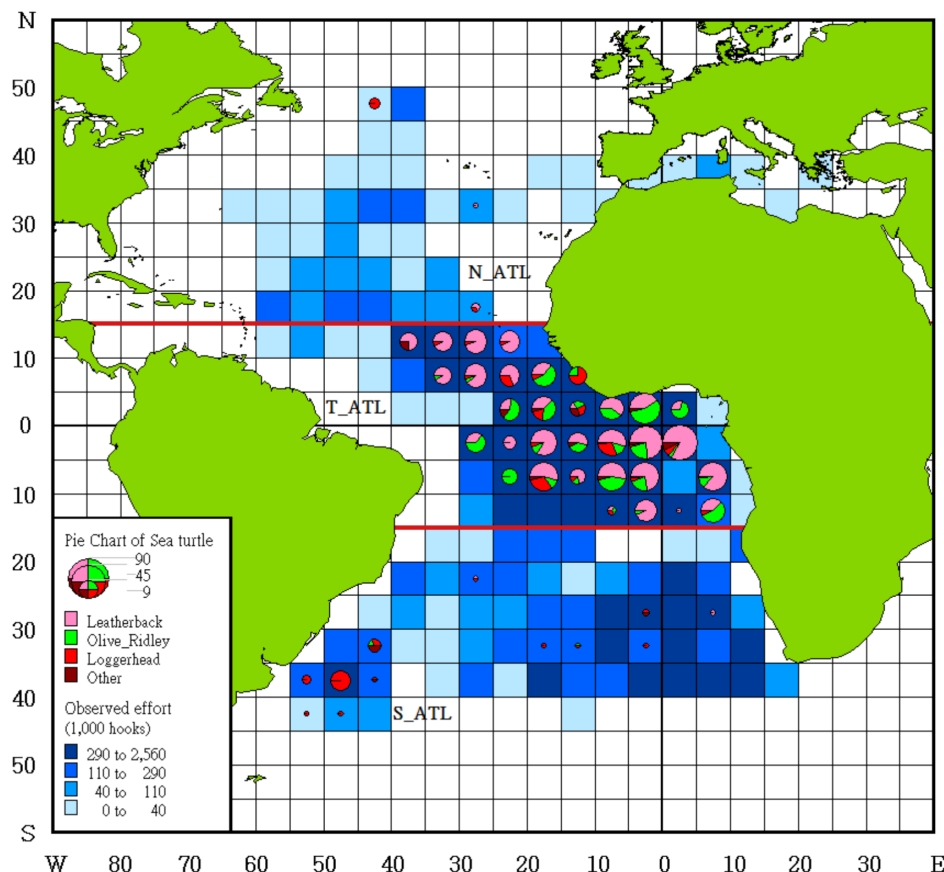 N
50
40
30
20
10
0
10
20
30
40
50
S
N_ATL
T_ATL
S_ATL
Pie Chart of Sea turtle
90
45
9
Leatherback
Olive_Ridley
Loggerhead
Other
Observed effort
(1,000 hooks)
290 to 2,560
110 to 290
40 to 110
0 to 40
W 80 70 60 50 40 30 20 10 0 10 20 30 E